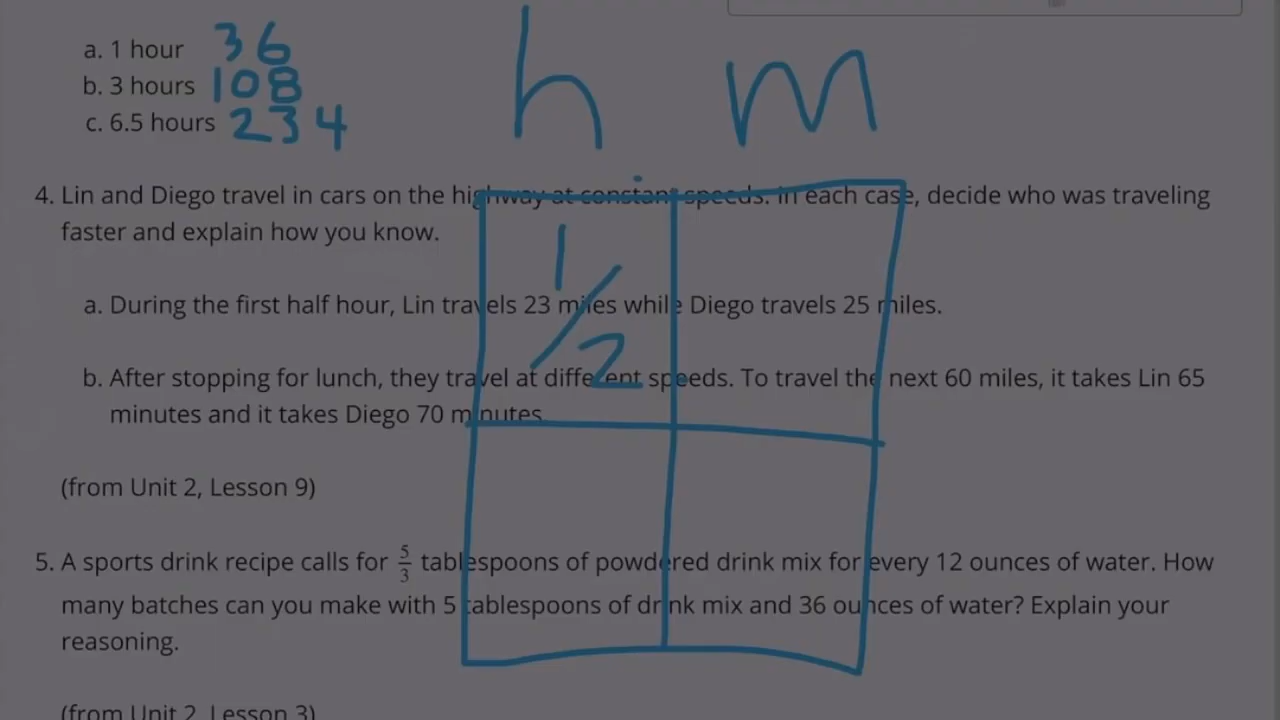 a. 1 hour 36
b. 3 hours 108
c. 6.5 hours 234
h m
4. Lin and Diego travel in cars on the highway at constant speeds. In each case, decide who was traveling
faster and explain how you know.
1/2
a. During the first half hour, Lin travels 23 miles while Diego travels 25 miles.
b. After stopping for lunch, they travel at different speeds. To travel the next 60 miles, it takes Lin 65
minutes and it takes Diego 70 minutes.
(from Unit 2, Lesson 9)
5. A sports drink recipe calls for 5/3 tablespoons of powdered drink mix for every 12 ounces of water. How
many batches can you make with 5 tablespoons of drink mix and 36 ounces of water? Explain your
reasoning.
(from Unit 2, Lesson 3)